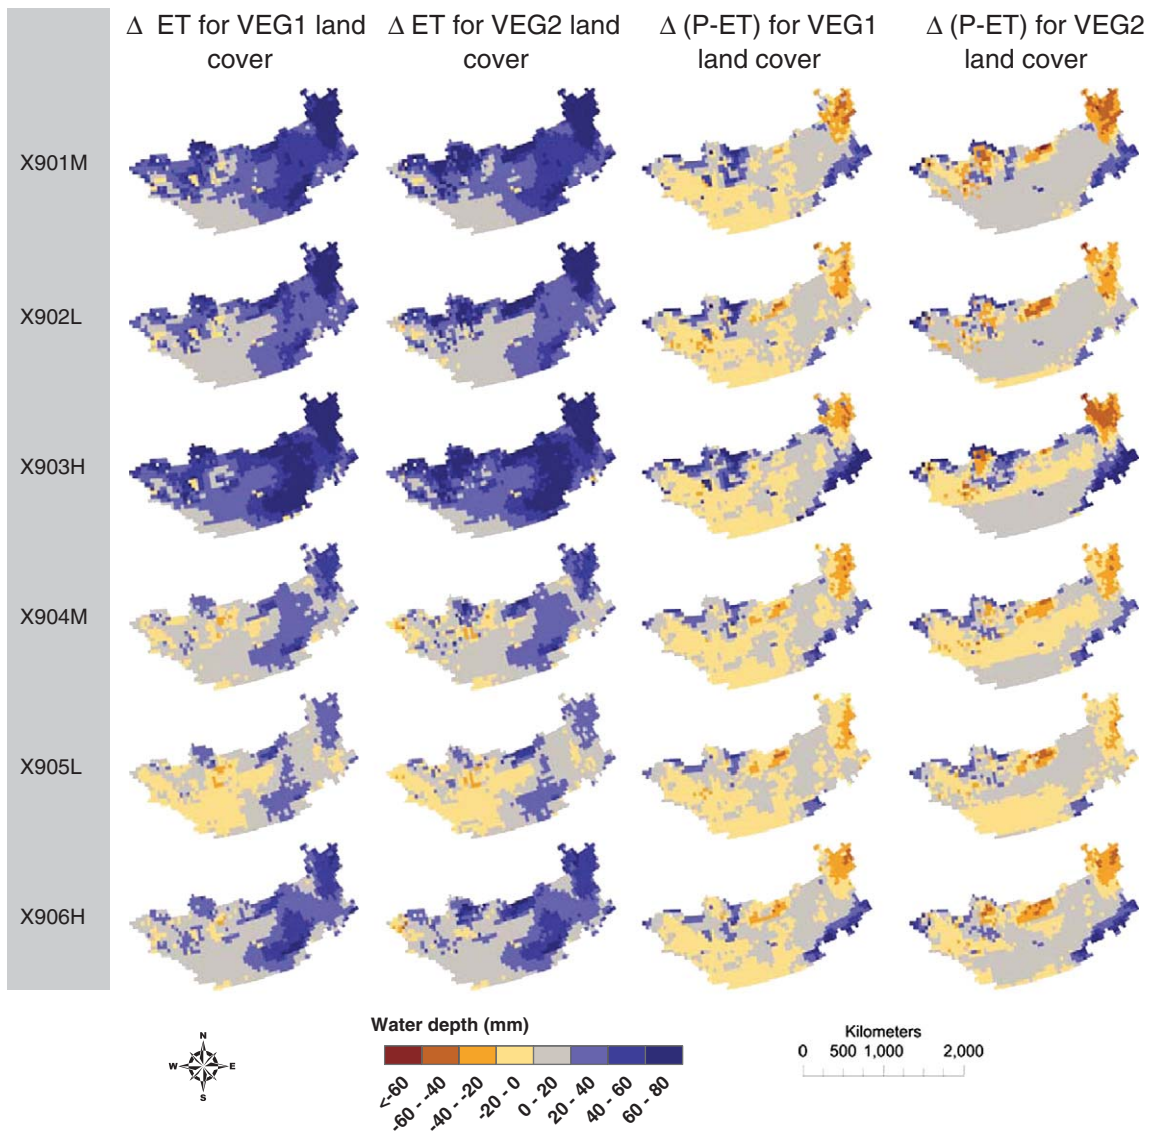 Δ ET for VEG1 land cover
Δ ET for VEG2 land cover
Δ (P-ET) for VEG1 land cover
Δ (P-ET) for VEG2 land cover
X901M
X902L
X903H
X904M
X905L
X906H
N
W E
S
Water depth (mm)
<-60
-60 - -40
-40 - -20
-20 - 0
0 - 20
20 - 40
40 - 60
60 - 80
Kilometers
0 500 1,000 2,000